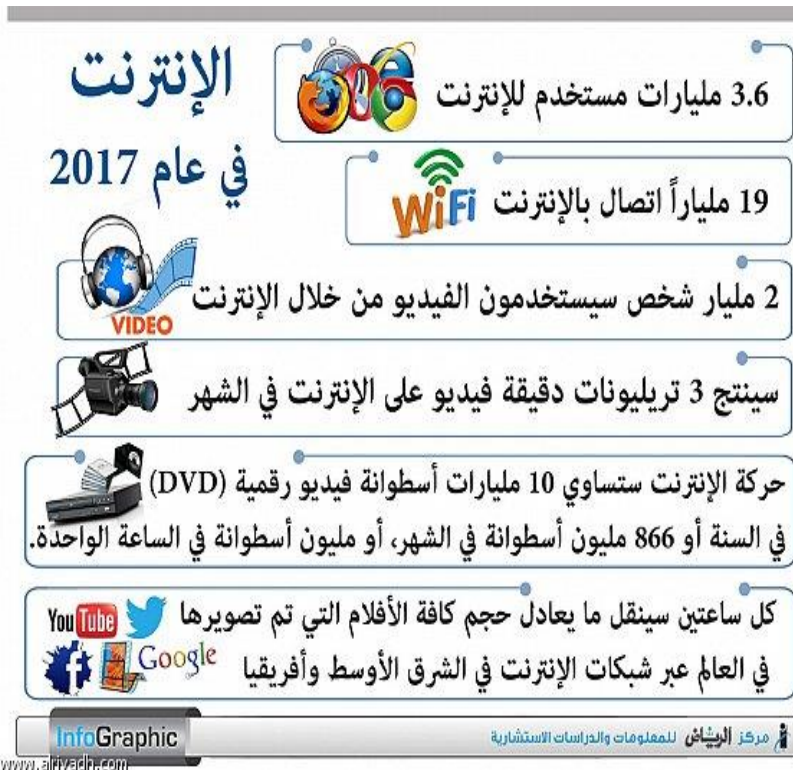 الإنترنت
في عام 2017
3.6 مليارات مستخدم للإنترنت
19 ملياراً اتصال بالإنترنت
WiFi
2 مليار شخص سيستخدمون الفيديو من خلال الإنترنت
VIDEO
سينتج 3 تريليونات دقيقة فيديو على الإنترنت في الشهر
حركة الإنترنت ستساوي 10 مليارات أسطوانة فيديو رقمية (DVD)
في السنة أو 866 مليون أسطوانة في الشهر، أو مليون أسطوانة في الساعة الواحدة.
كل ساعتين سينقل ما يعادل حجم كافة الأفلام التي تم تصويرها
You Tube
في العالم عبر شبكات الإنترنت في الشرق الأوسط وأفريقيا
Google
مركز الرياض للمعلومات والدراسات الاستشارية
InfoGraphic
www.alriyadh.com